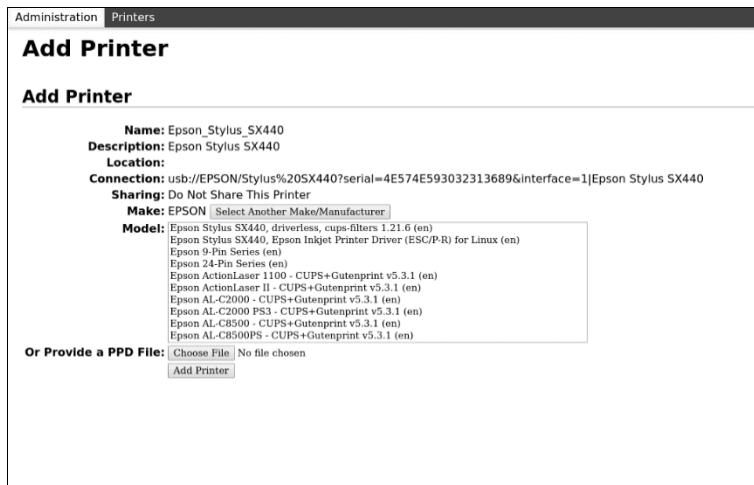 Administration Printers
Add Printer
Add Printer
Name: Epson_Stylus_SX440
Description: Epson Stylus SX440
Location:
Connection: usb://EPSON/Stylus%20SX440?serial=4E574E593032313689&interface=1|Epson Stylus SX440
Sharing: Do Not Share This Printer
Make: EPSON Select Another Make/Manufacturer
Model: Epson Stylus SX440, driverless, cups-filters 1.21.6 (en)
Epson Stylus SX440, Epson Inkjet Printer Driver (ESC/P-R) for Linux (en)
Epson 9-Pin Series (en)
Epson 24-Pin Series (en)
Epson ActionLaser 1100 - CUPS+Gutenprint v5.3.1 (en)
Epson ActionLaser II - CUPS+Gutenprint v5.3.1 (en)
Epson AL-C2000 - CUPS+Gutenprint v5.3.1 (en)
Epson AL-C2000 PS3 - CUPS+Gutenprint v5.3.1 (en)
Epson AL-C8500 - CUPS+Gutenprint v5.3.1 (en)
Epson AL-C8500PS - CUPS+Gutenprint v5.3.1 (en)
Or Provide a PPD File: Choose File No file chosen
Add Printer